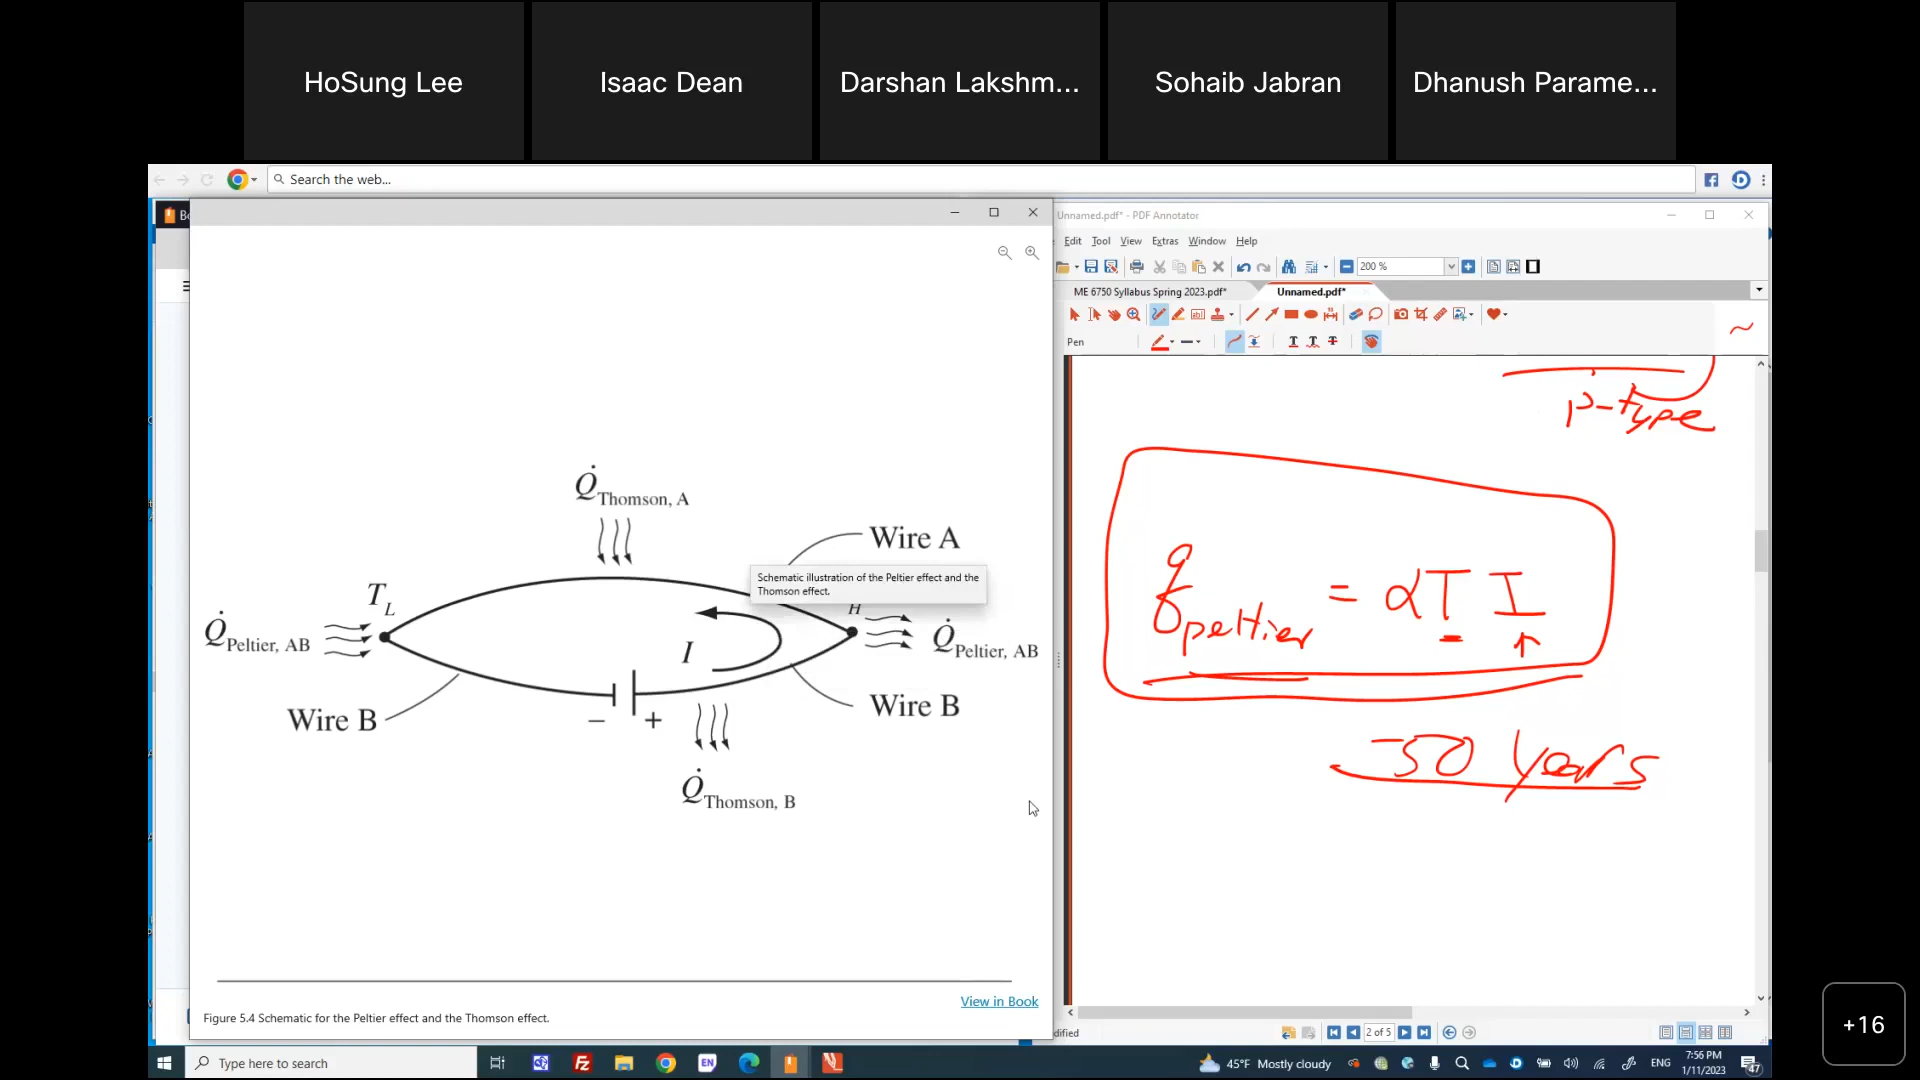 HoSung Lee
Isaac Dean
Darshan Lakshm...
Sohaib Jabran
Dhanush Parame...
Search the web...
Unnamed.pdf* - PDF Annotator
Edit Tool View Extras Window Help
200 %
ME 6750 Syllabus Spring 2023.pdf*
Unnamed.pdf*
Pen
p-type
q peltier = αT I
50 years
Q̇ Thomson, A
Wire A
Schematic illustration of the Peltier effect and the
Thomson effect.
T L
H
Q̇ Peltier, AB
I
Q̇ Peltier, AB
Wire B
− +
Wire B
Q̇ Thomson, B
View in Book
Figure 5.4 Schematic for the Peltier effect and the Thomson effect.
2 of 5
+16
Type here to search
EN
45°F Mostly cloudy
ENG
7:56 PM
1/11/2023
47